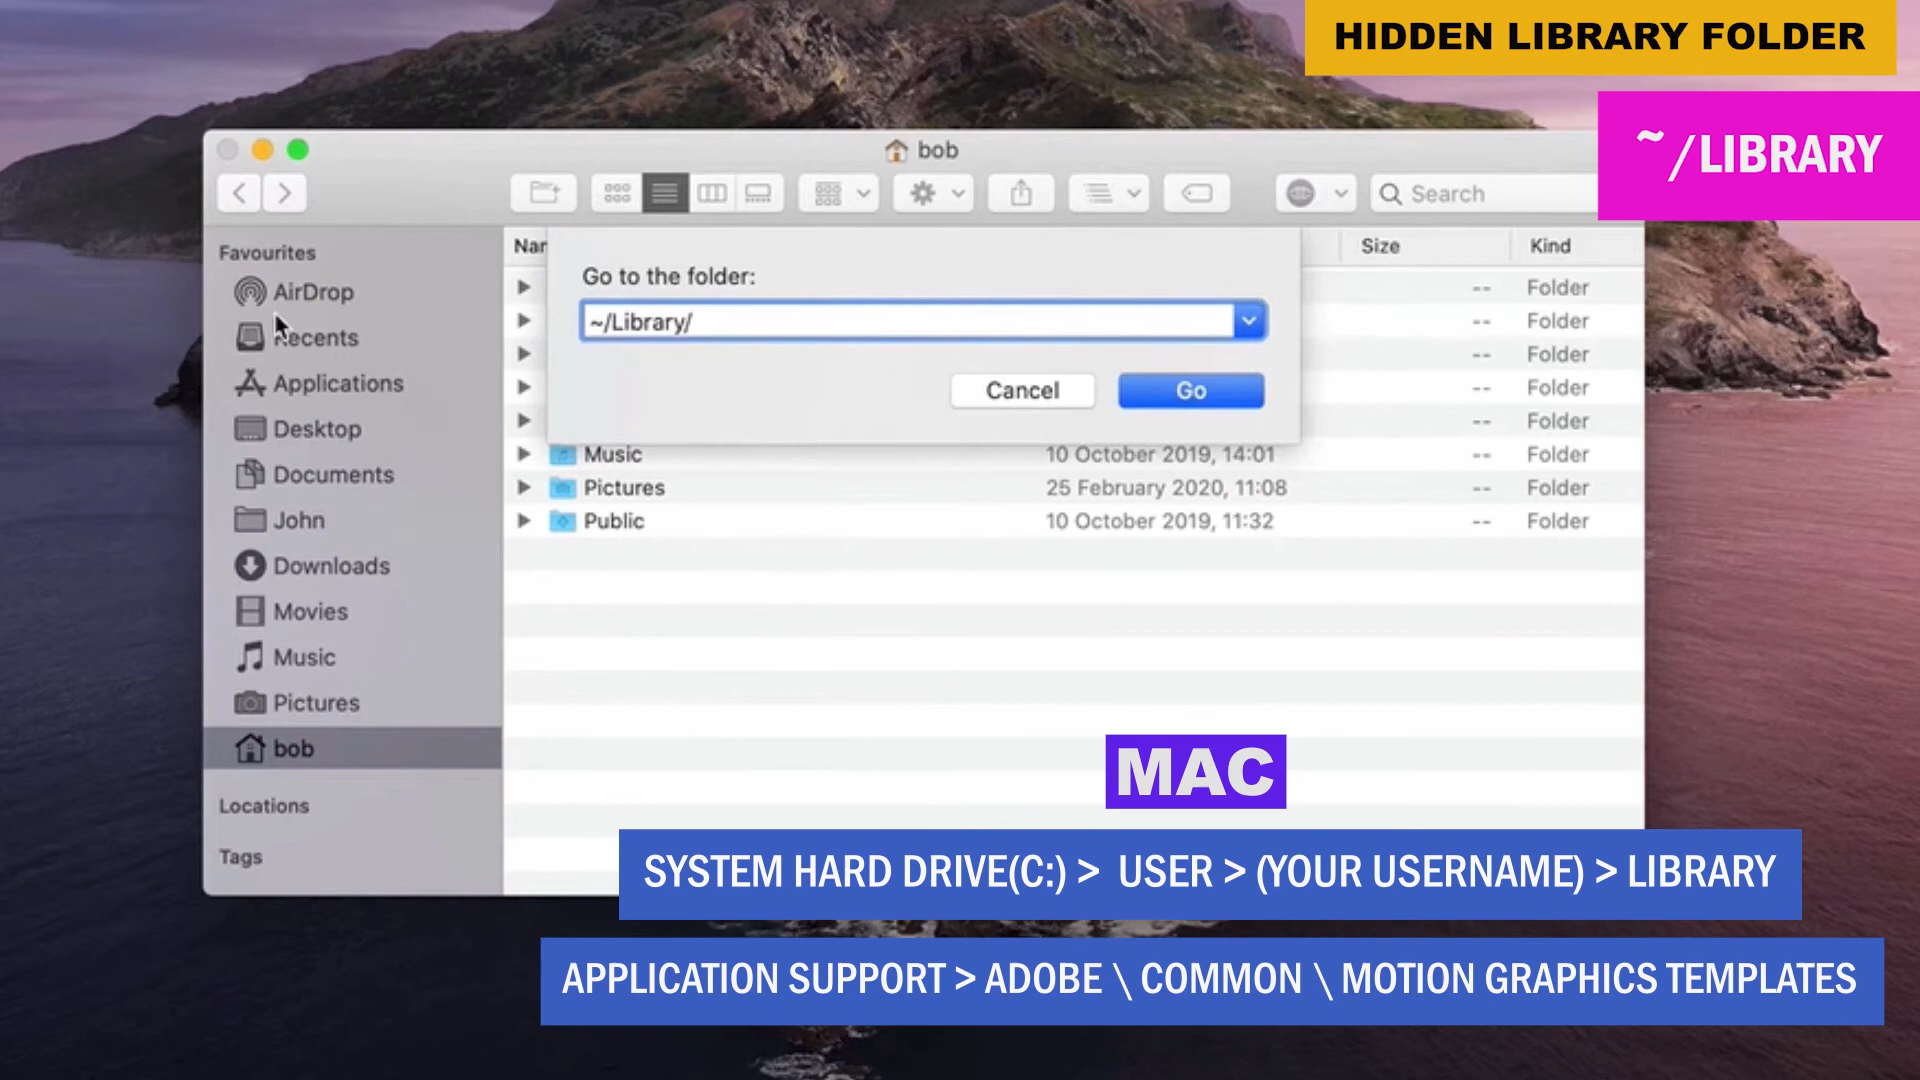 HIDDEN LIBRARY FOLDER
~/LIBRARY
bob
Search
Favourites
AirDrop
Recents
Applications
Desktop
Documents
John
Downloads
Movies
Music
Pictures
bob
Locations
Tags
Size Kind
Go to the folder:
~/Library/
Cancel Go
-- Folder
-- Folder
-- Folder
-- Folder
-- Folder
Music 10 October 2019, 14:01 -- Folder
Pictures 25 February 2020, 11:08 -- Folder
Public 10 October 2019, 11:32 -- Folder
MAC
SYSTEM HARD DRIVE(C:) > USER > (YOUR USERNAME) > LIBRARY
APPLICATION SUPPORT > ADOBE \ COMMON \ MOTION GRAPHICS TEMPLATES